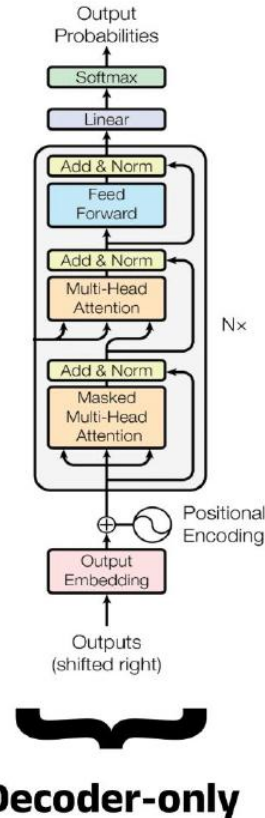 Output
Probabilities
Softmax
Linear
Add & Norm
Feed
Forward
Add & Norm
Multi-Head
Attention
Nx
Add & Norm
Masked
Multi-Head
Attention
Positional
Encoding
Output
Embedding
Outputs
(shifted right)
Decoder-only